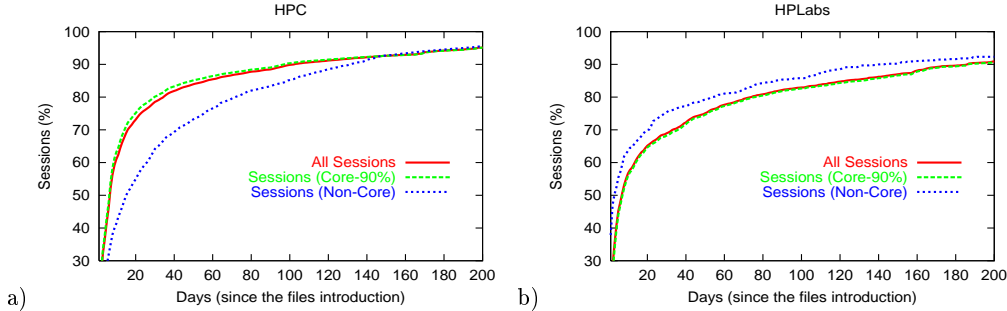 HPC
100
90
80
70
60
50
40
30
Sessions (%)
All Sessions
Sessions (Core-90%)
Sessions (Non-Core)
20 40 60 80 100 120 140 160 180 200
Days (since the files introduction)
a)
HPLabs
100
90
80
70
60
50
40
30
Sessions (%)
All Sessions
Sessions (Core-90%)
Sessions (Non-Core)
20 40 60 80 100 120 140 160 180 200
Days (since the files introduction)
b)